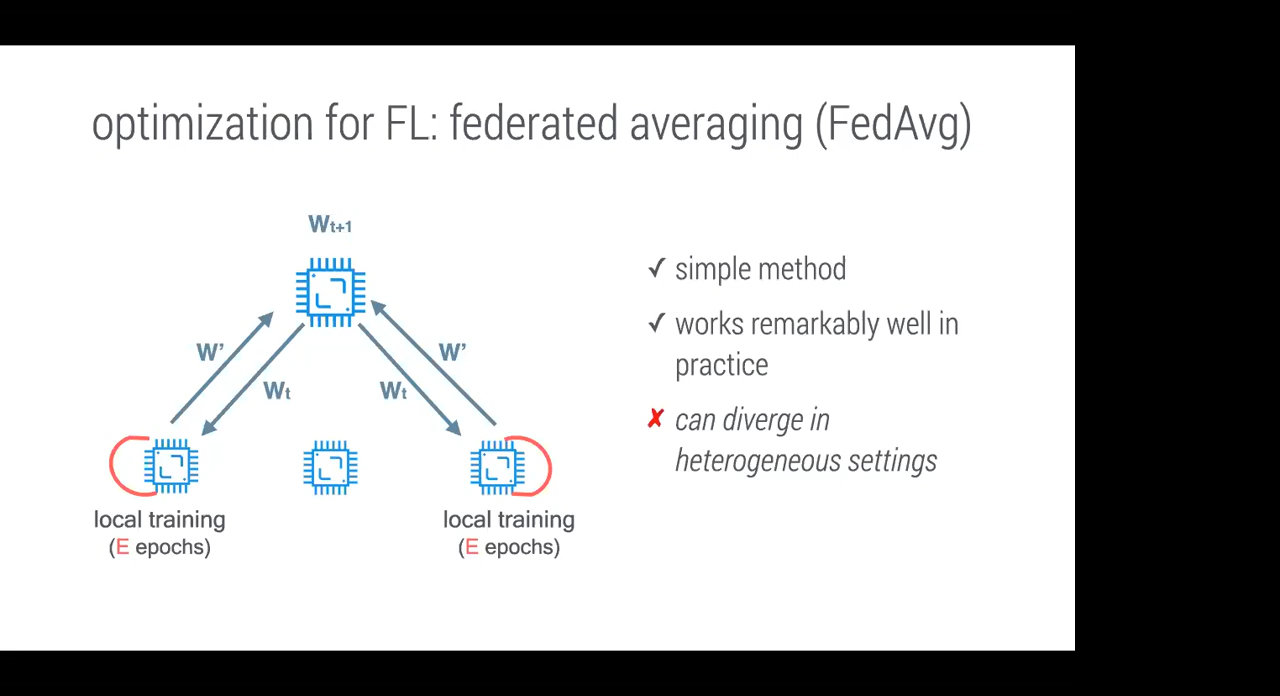 optimization for FL: federated averaging (FedAvg)
Wt+1
W' W'
Wt Wt
local training
(E epochs)
local training
(E epochs)
✓ simple method
✓ works remarkably well in
practice
✗ can diverge in
heterogeneous settings